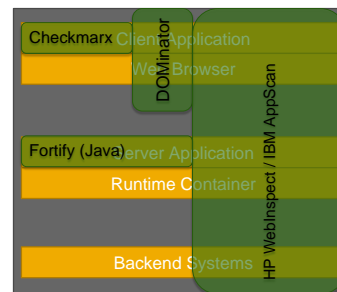 Checkmarx
Client Application
Web Browser
DOMinator
Fortify (Java)
Server Application
Runtime Container
HP WebInspect / IBM AppScan
Backend Systems